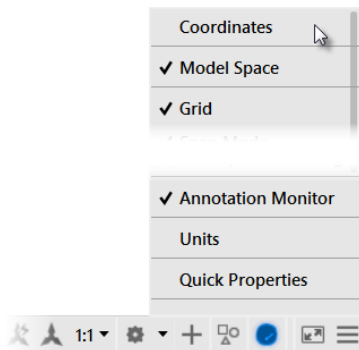 Coordinates
✓ Model Space
✓ Grid
✓ Annotation Monitor
Units
Quick Properties
1:1